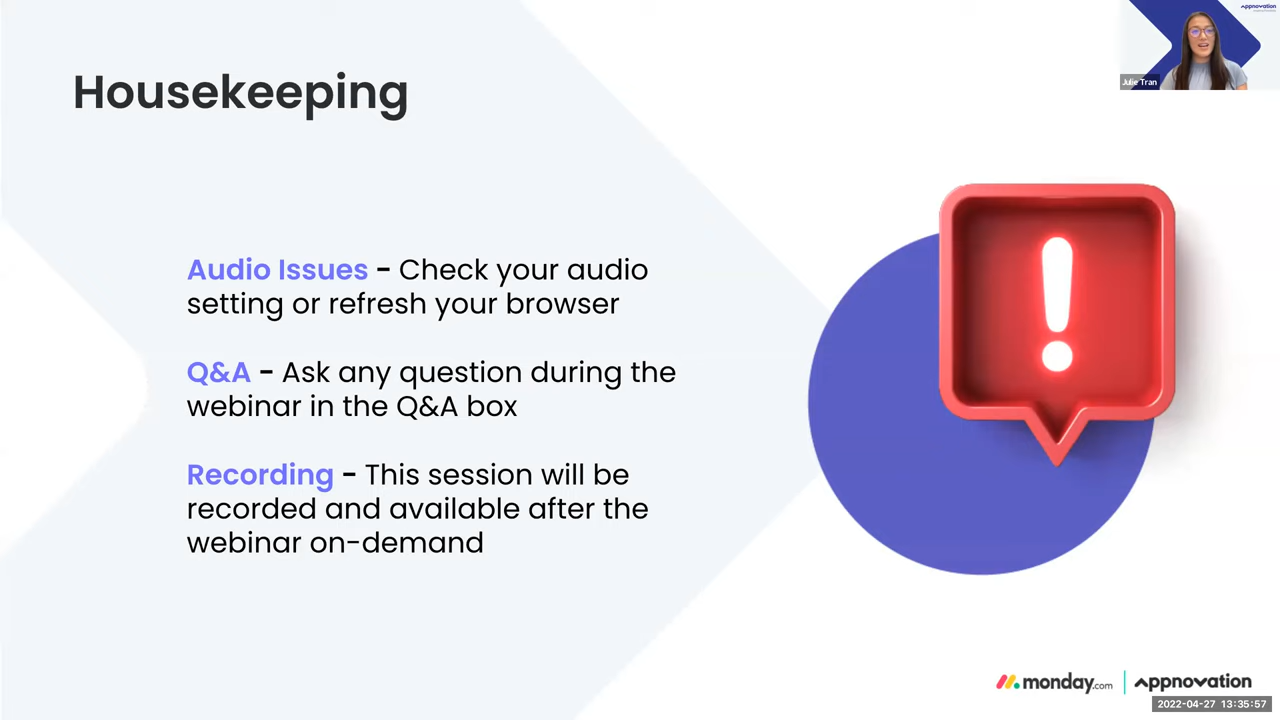 Housekeeping
Audio Issues - Check your audio
setting or refresh your browser
Q&A - Ask any question during the
webinar in the Q&A box
Recording - This session will be
recorded and available after the
webinar on-demand
Appnovation
Julie Tran
monday.com
Appnovation
2022-04-27 13:35:57